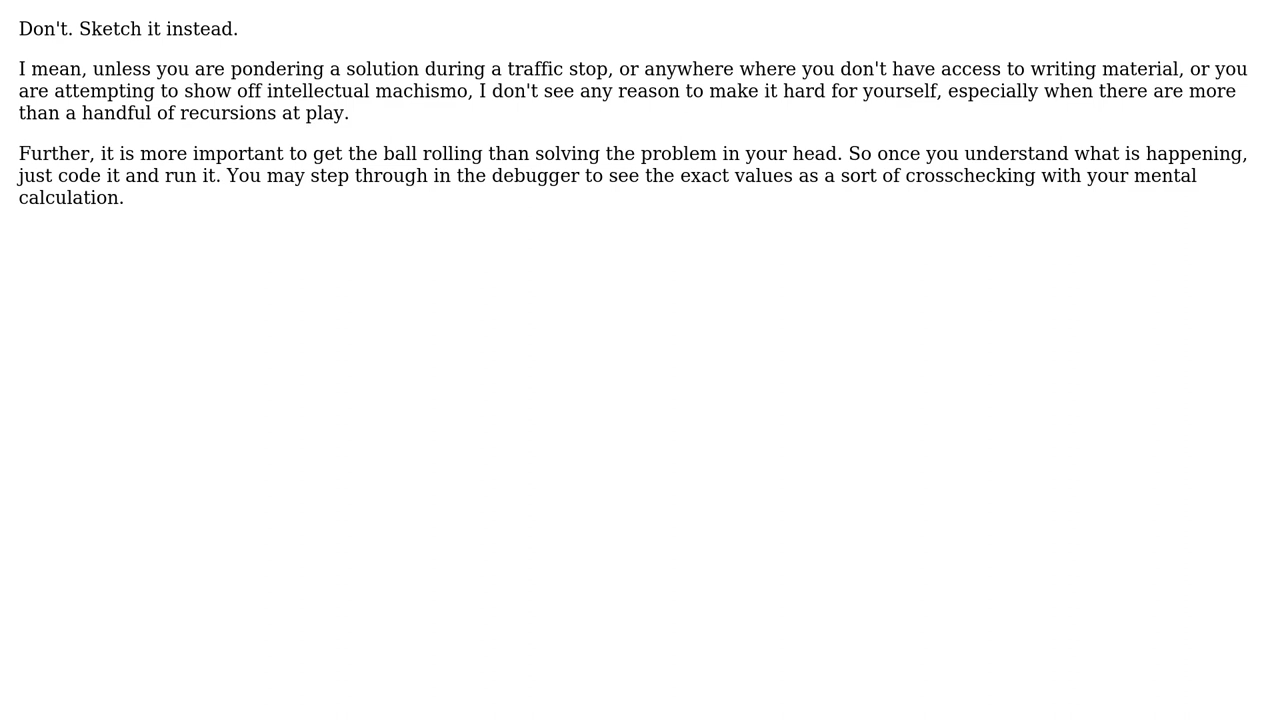 Don't. Sketch it instead.
I mean, unless you are pondering a solution during a traffic stop, or anywhere where you don't have access to writing material, or you
are attempting to show off intellectual machismo, I don't see any reason to make it hard for yourself, especially when there are more
than a handful of recursions at play.
Further, it is more important to get the ball rolling than solving the problem in your head. So once you understand what is happening,
just code it and run it. You may step through in the debugger to see the exact values as a sort of crosschecking with your mental
calculation.